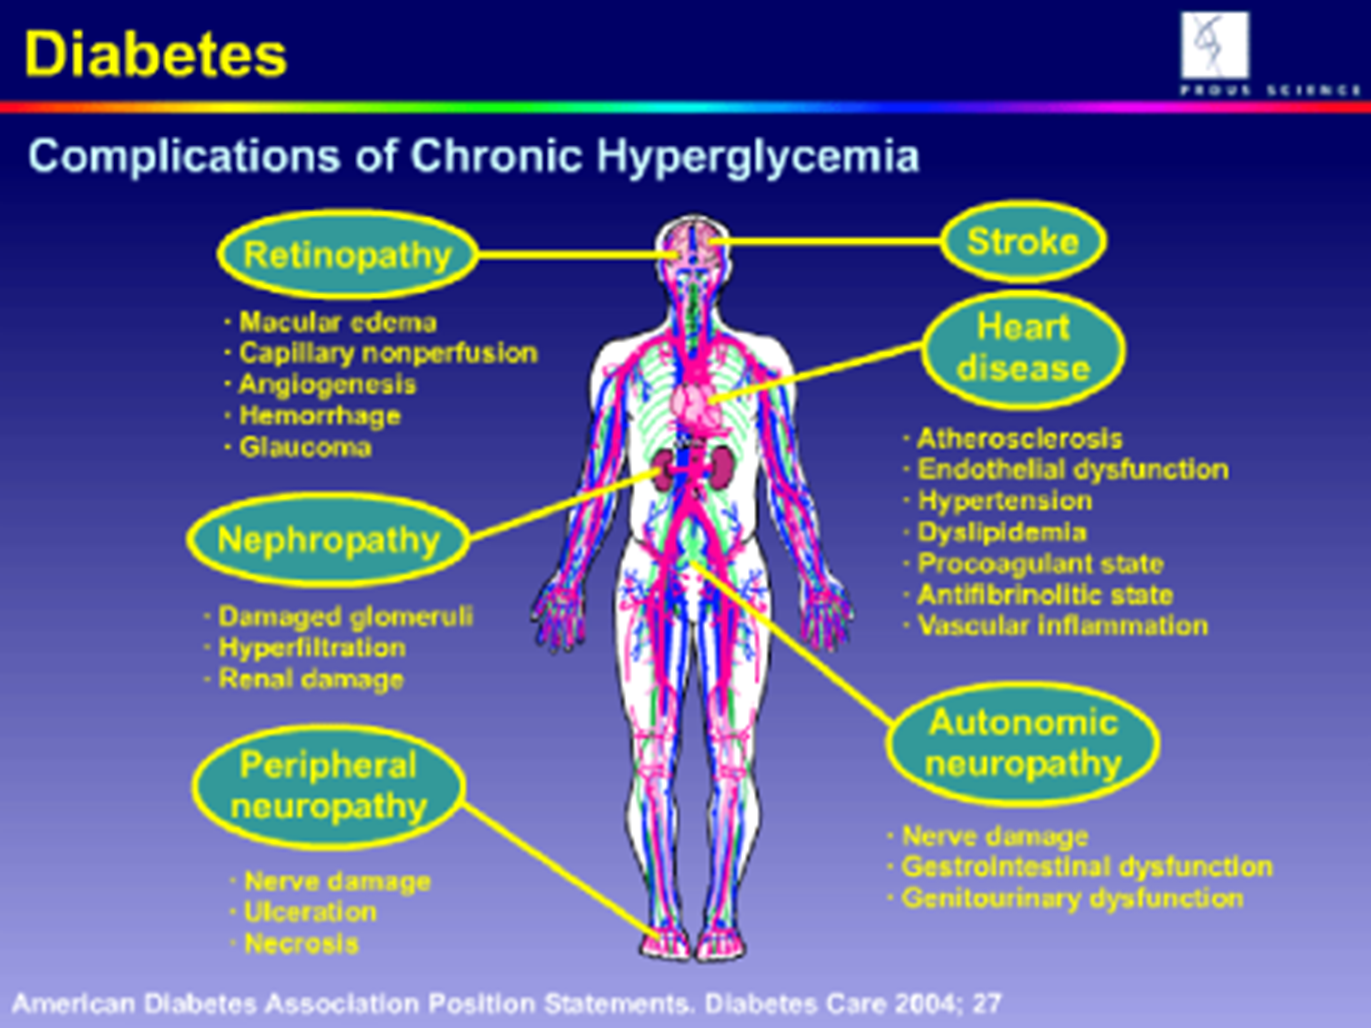 Diabetes
PROUS SCIENCE
Complications of Chronic Hyperglycemia
Retinopathy
· Macular edema
· Capillary nonperfusion
· Angiogenesis
· Hemorrhage
· Glaucoma
Nephropathy
· Damaged glomeruli
· Hyperfiltration
· Renal damage
Peripheral
neuropathy
· Nerve damage
· Ulceration
· Necrosis
Stroke
Heart
disease
· Atherosclerosis
· Endothelial dysfunction
· Hypertension
· Dyslipidemia
· Procoagulant state
· Antifibrinolitic state
· Vascular inflammation
Autonomic
neuropathy
· Nerve damage
· Gestrointestinal dysfunction
· Genitourinary dysfunction
American Diabetes Association Position Statements. Diabetes Care 2004; 27